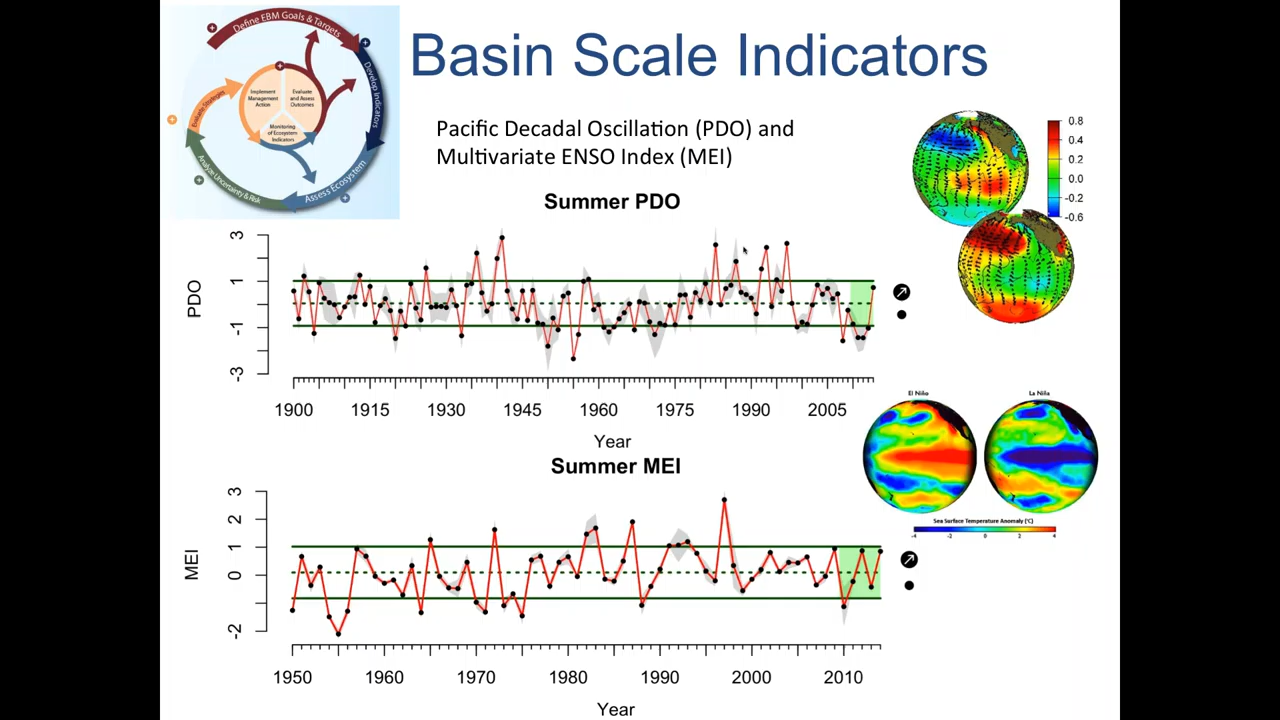 Define EBM Goals & Targets
Develop Indicators
Assess Ecosystem
Analyze Uncertainty & Risk
Evaluate Strategies
Implement
Management
Action
Evaluate
and Assess
Outcomes
Monitoring
of Ecosystem
Indicators
Basin Scale Indicators
Pacific Decadal Oscillation (PDO) and
Multivariate ENSO Index (MEI)
0.8
0.4
0.2
0.0
-0.6
Summer PDO
PDO
3
1
-1
-3
1900 1915 1930 1945 1960 1975 1990 2005
Year
El Niño La Niña
Sea Surface Temperature Anomaly (°C)
-4 -2 0 2 4
Summer MEI
MEI
3
2
1
0
-2
1950 1960 1970 1980 1990 2000 2010
Year